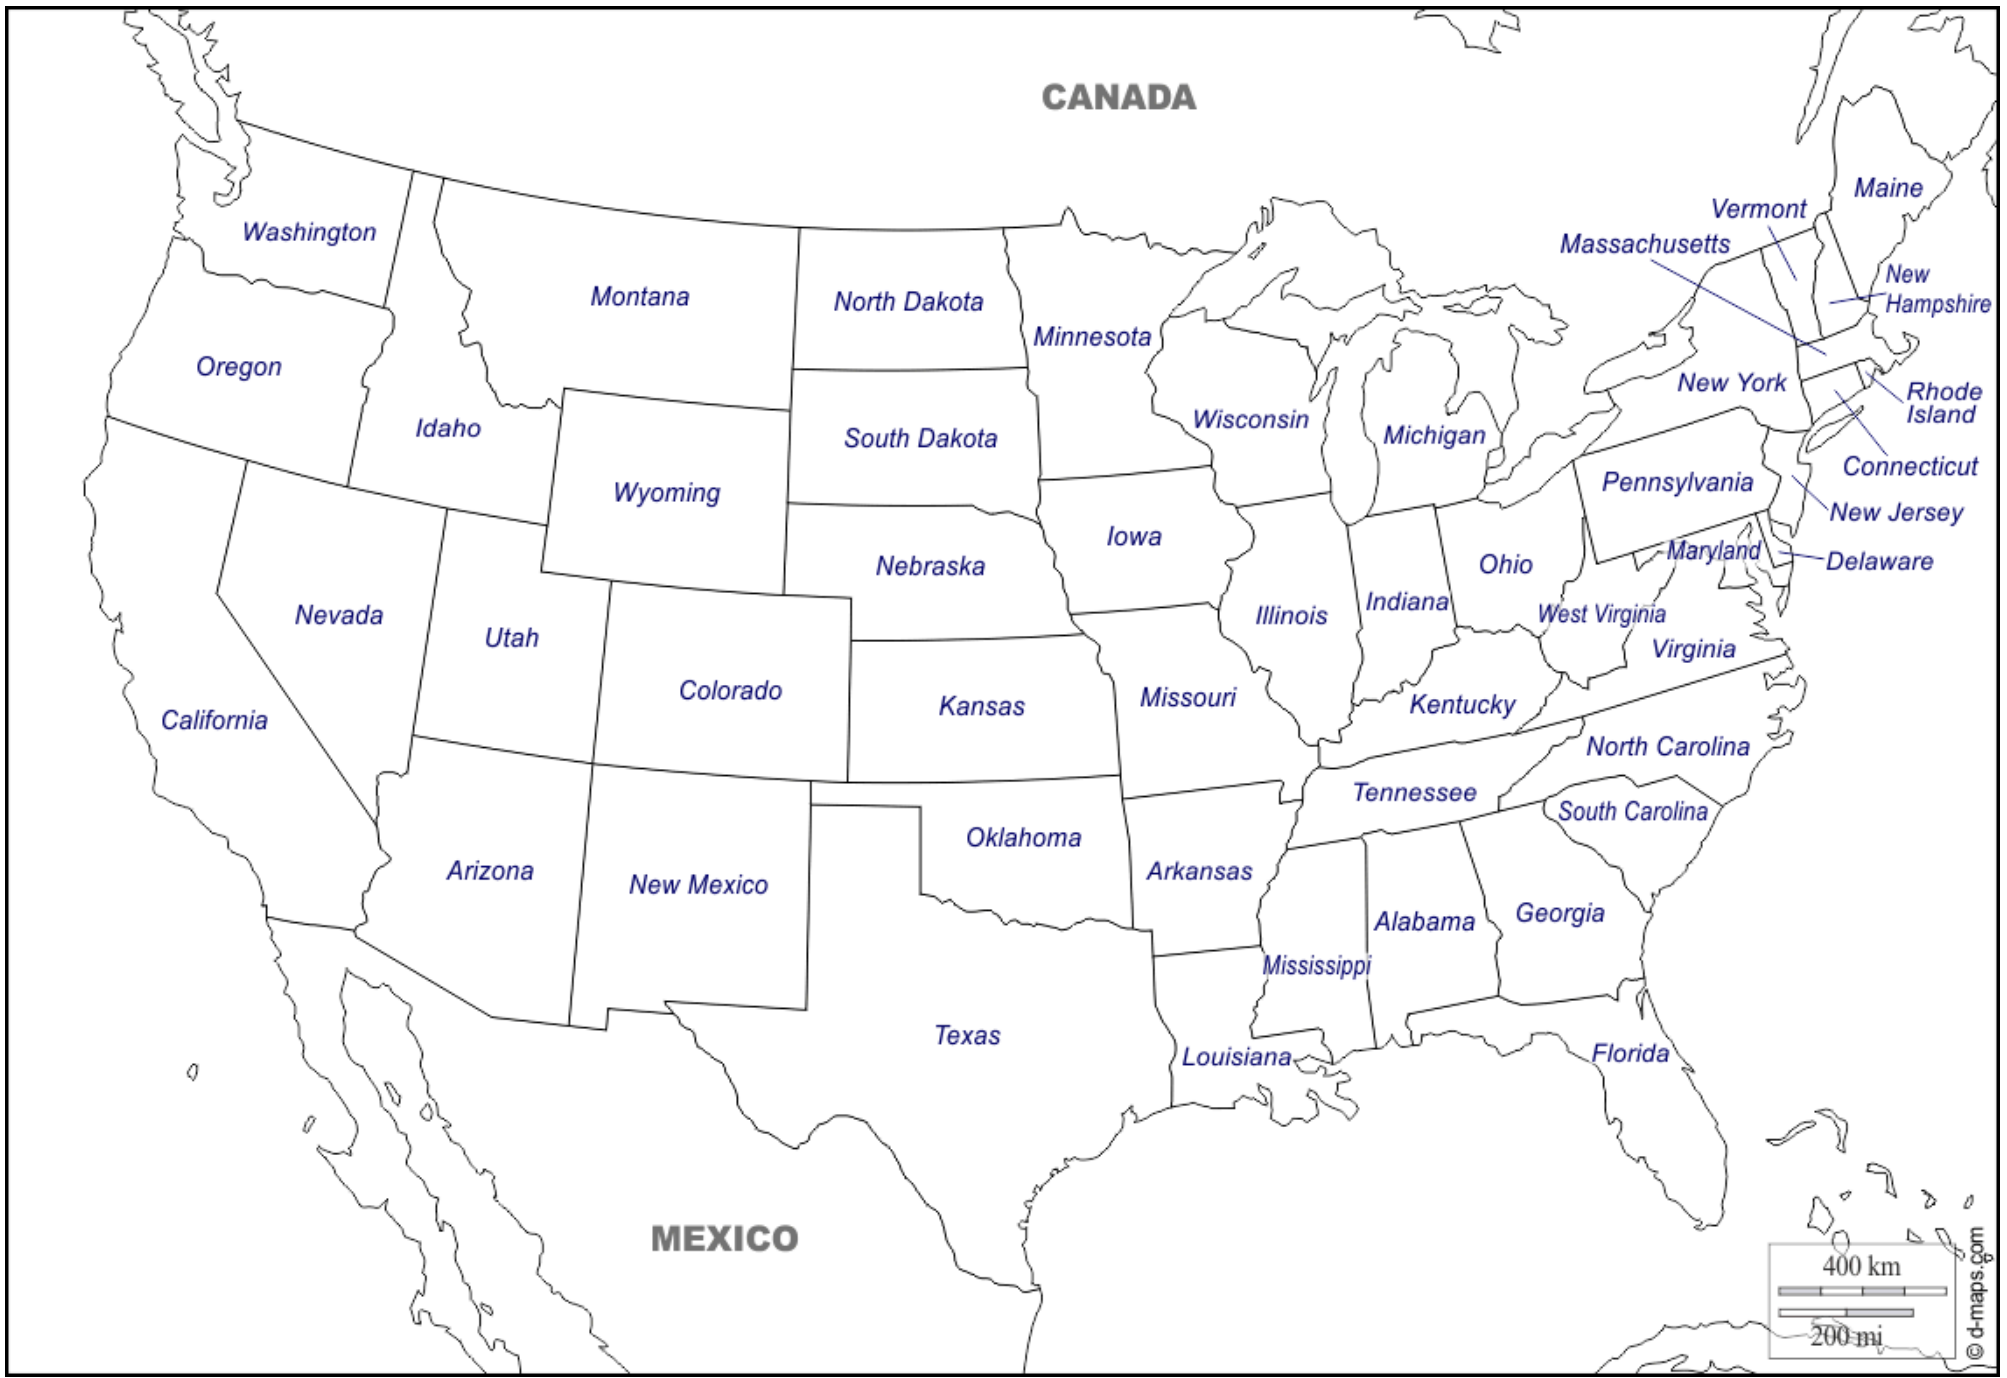 CANADA
Maine
Vermont
Massachusetts
Washington
New
Hampshire
Montana
North Dakota
Minnesota
Oregon
New York
Rhode
Island
Wisconsin
Idaho
Michigan
South Dakota
Connecticut
Pennsylvania
Wyoming
New Jersey
Iowa
Maryland
Delaware
Ohio
Nebraska
Indiana
Nevada
Illinois
West Virginia
Utah
Virginia
Colorado
Missouri
Kansas
Kentucky
California
North Carolina
Tennessee
South Carolina
Oklahoma
Arizona
Arkansas
New Mexico
Georgia
Alabama
Mississippi
Texas
Florida
Louisiana
MEXICO
400 km
200 mi
© d-maps.com